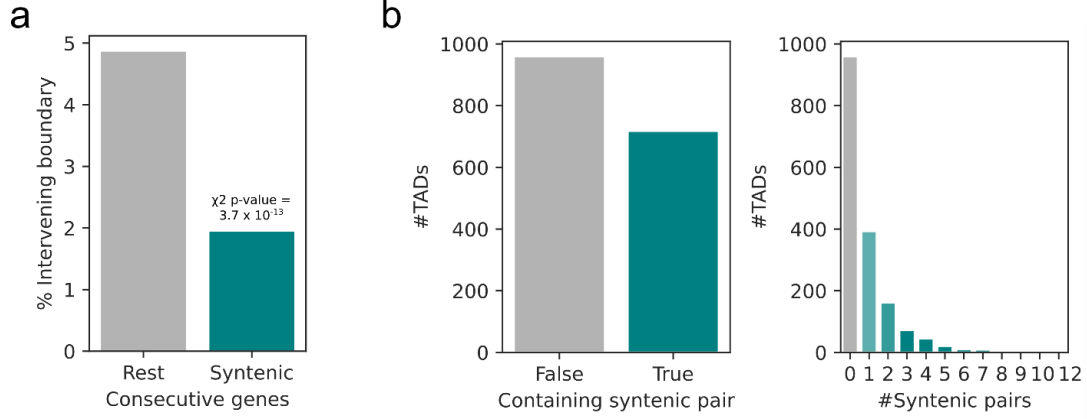 a
% Intervening boundary
5
4
3
2
1
0
χ2 p-value =
3.7 x 10⁻¹³
Rest Syntenic
Consecutive genes
b
#TADs
1000
800
600
400
200
0
False True
Containing syntenic pair
#TADs
1000
800
600
400
200
0
0 1 2 3 4 5 6 7 8 9 10 12
#Syntenic pairs